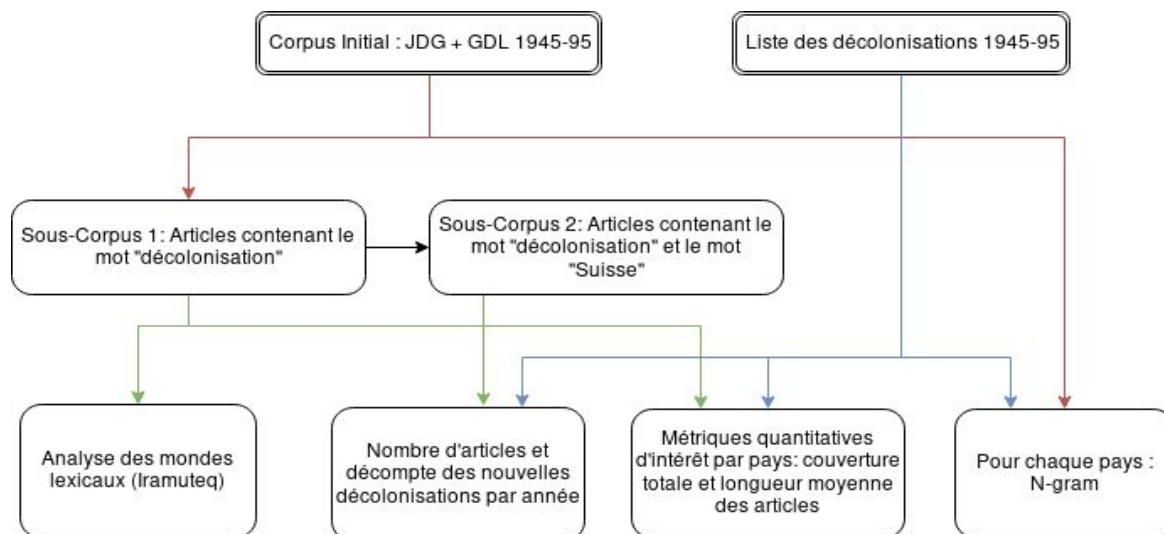 Corpus Initial : JDG + GDL 1945-95
Liste des décolonisations 1945-95
Sous-Corpus 1: Articles contenant le
mot "décolonisation"
Sous-Corpus 2: Articles contenant le
mot "décolonisation" et le mot
"Suisse"
Analyse des mondes
lexicaux (Iramuteq)
Nombre d'articles et
décompte des nouvelles
décolonisations par année
Métriques quantitatives
d'intérêt par pays: couverture
totale et longueur moyenne
des articles
Pour chaque pays :
N-gram